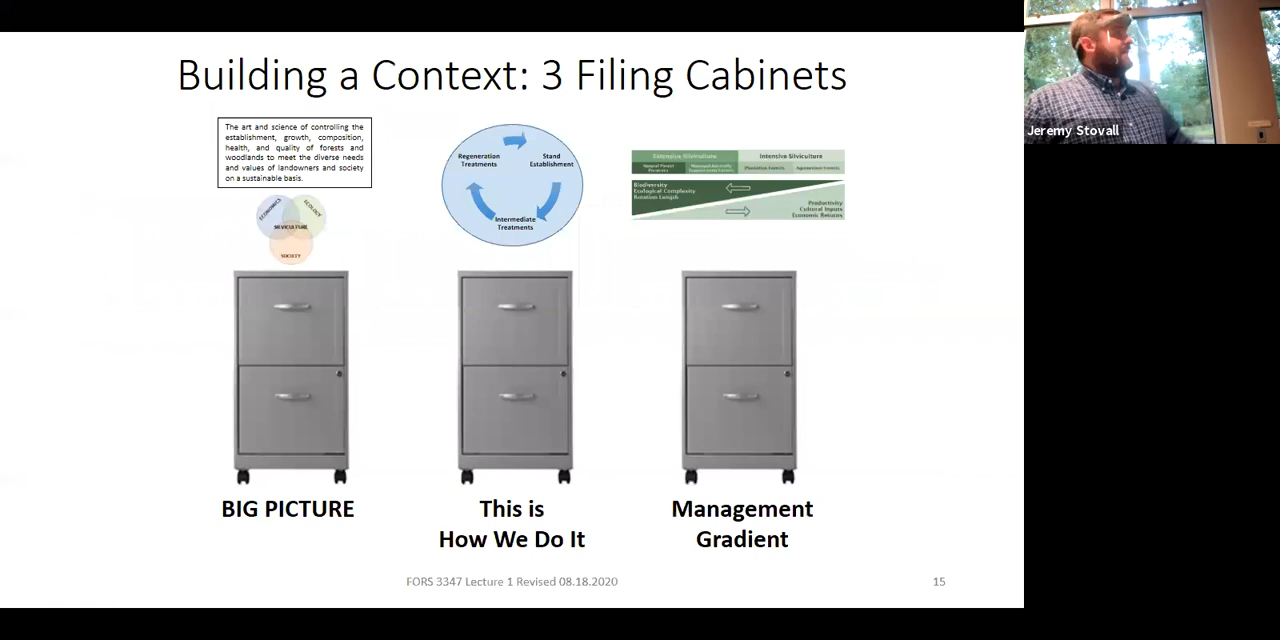 Building a Context: 3 Filing Cabinets
The art and science of controlling the
establishment, growth, composition,
health, and quality of forests and
woodlands to meet the diverse needs
and values of landowners and society
on a sustainable basis.
ECONOMICS
ECOLOGY
SILVICULTURE
SOCIETY
Regeneration
Treatments
Stand
Establishment
Intermediate
Treatments
Extensive Silviculture
Intensive Silviculture
Biodiversity
Ecological Complexity
Rotation Length
Productivity
Cultural Inputs
Economic Returns
BIG PICTURE
This is
How We Do It
Management
Gradient
FORS 3347 Lecture 1 Revised 08.18.2020
15
Jeremy Stovall